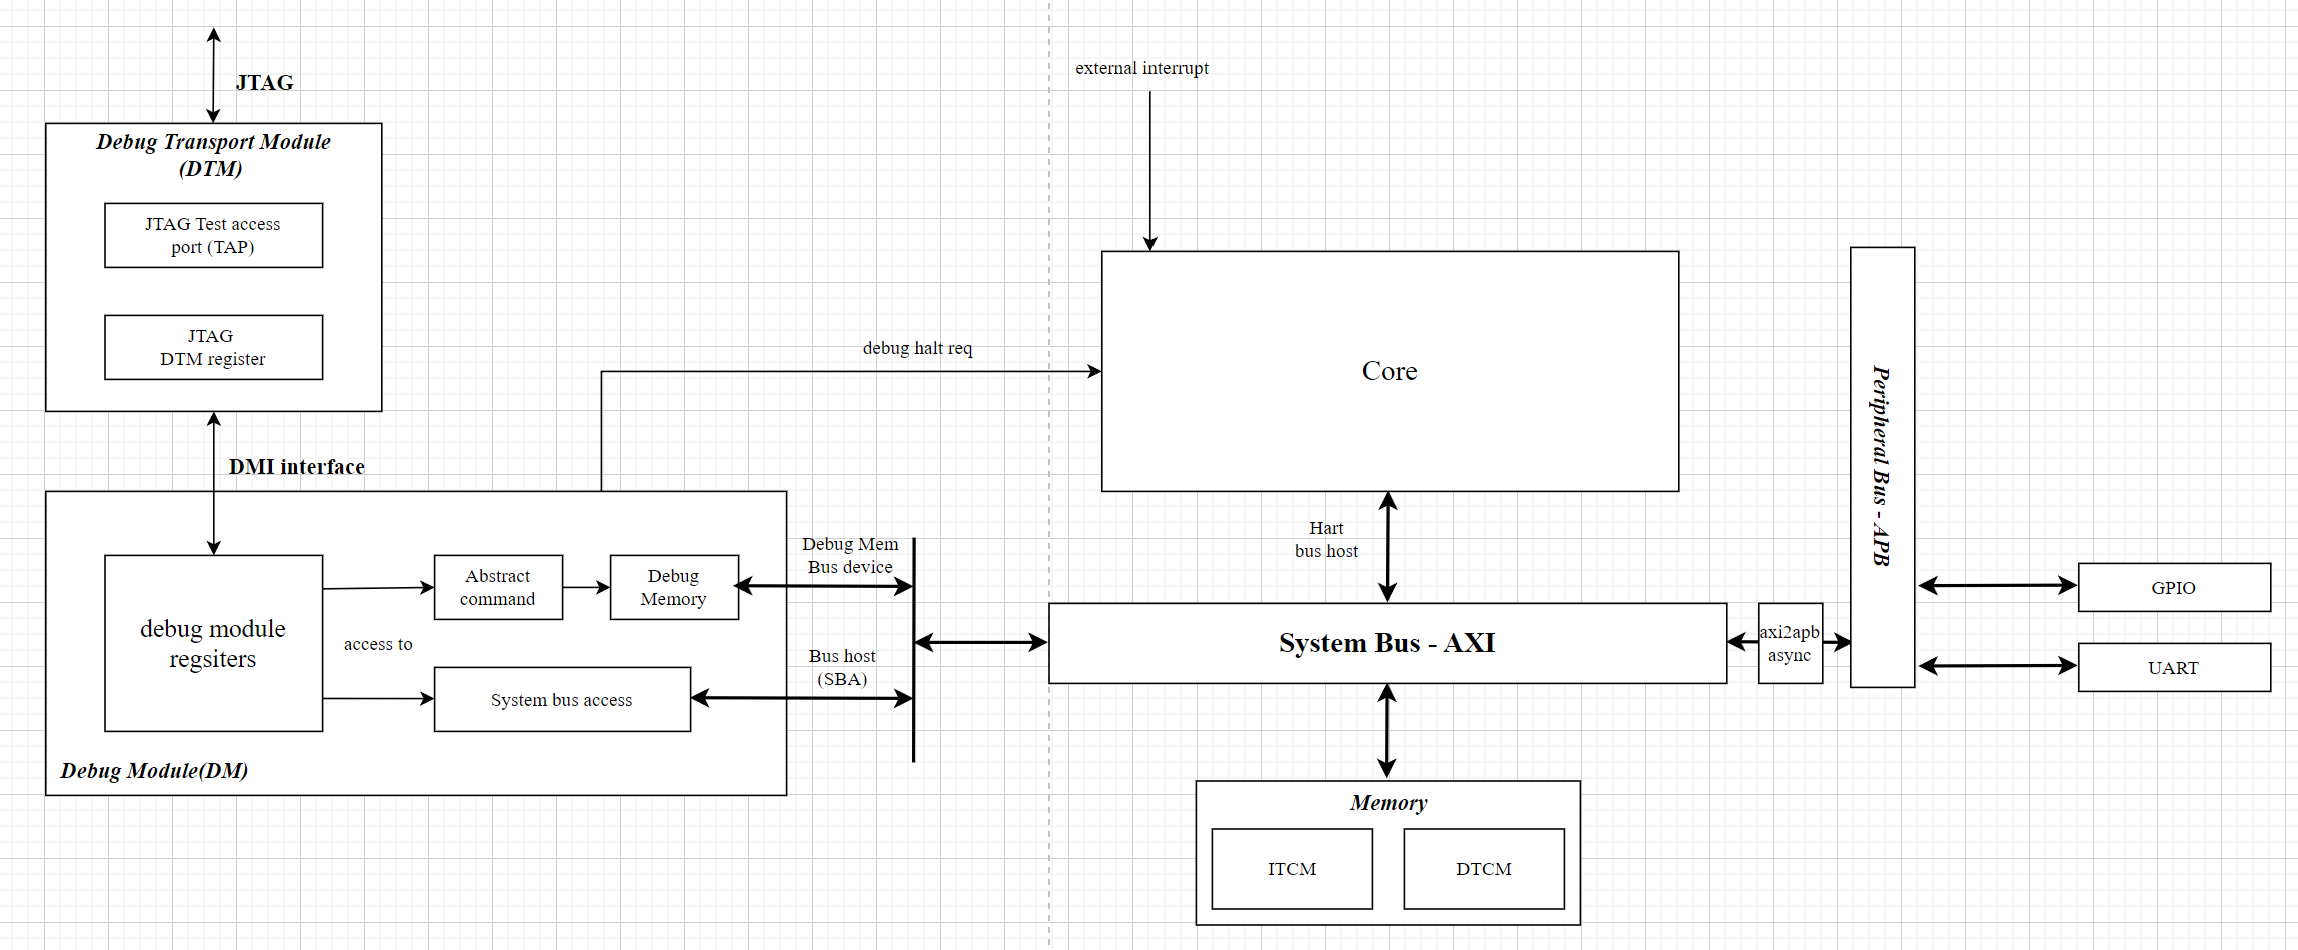 JTAG
Debug Transport Module
(DTM)
JTAG Test access
port (TAP)
JTAG
DTM register
DMI interface
debug module
regsiters
access to
Abstract
command
Debug
Memory
System bus access
Debug Module(DM)
Debug Mem
Bus device
Bus host
(SBA)
debug halt req
external interrupt
Core
Hart
bus host
System Bus - AXI
Memory
ITCM
DTCM
axi2apb
async
Peripheral Bus - APB
GPIO
UART